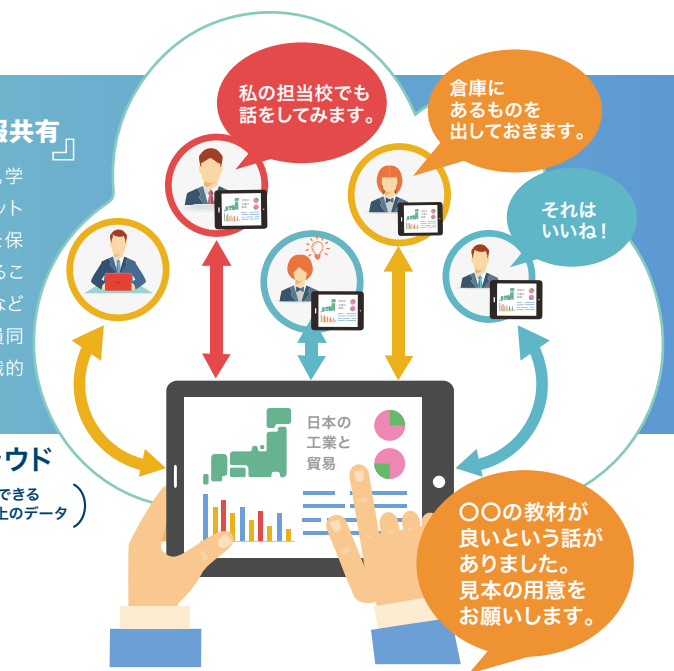 報共有』
学
ット
保
るこ
など
員同
的
ウド
できる
上のデータ）
私の担当校でも
話をしてみます。
倉庫に
あるものを
出しておきます。
それは
いいね！
日本の
工業と
貿易
〇〇の教材が
良いという話が
ありました。
見本の用意を
お願いします。